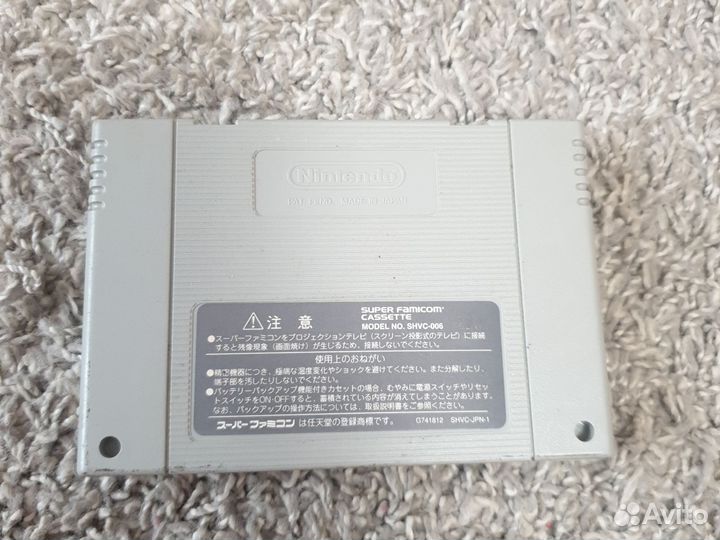 Nintendo
PAT. PEND. MADE IN JAPAN
注意
SUPER FAMICOM
CASSETTE
MODEL NO. SHVC-006
●スーパーファミコンをプロジェクションテレビ(スクリーン投影式のテレビ)に接続
すると残像現象(画面焼け)が生じるため、接続しないでください。
使用上のおねがい
●精密機器につき、極端な温度変化やショックを避けてください。また分解したり、
端子部を汚したりしないでください。
●バッテリーバックアップ機能付きカセットの場合、むやみに電源スイッチやリセッ
トスイッチをON・OFFすると、蓄積されている内容が消えてしまうことがあります。
なお、バックアップの操作方法については、取扱説明書をご参照ください。
スーパーファミコンは任天堂の登録商標です。
G741812 SHVC-JPN-1
Avito